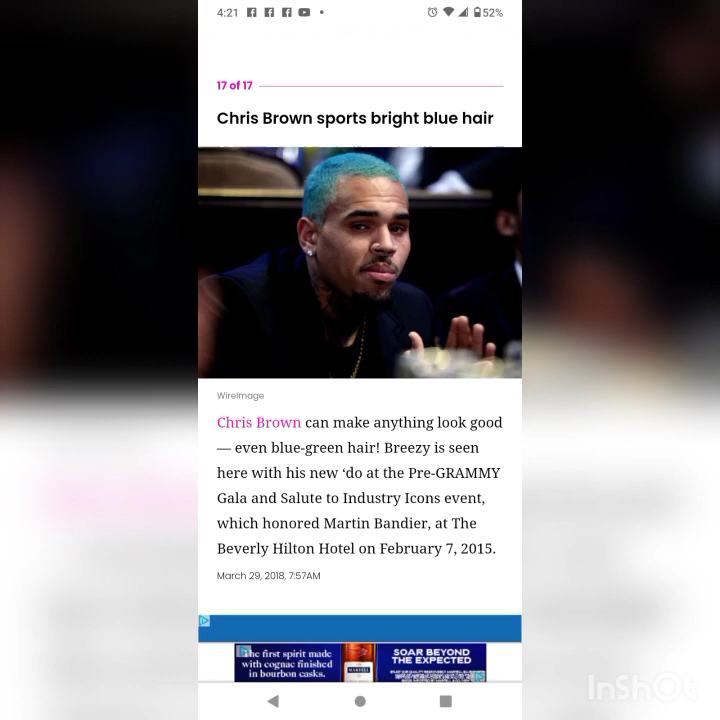 4:21
52%
17 of 17
Chris Brown sports bright blue hair
WireImage
Chris Brown can make anything look good
— even blue-green hair! Breezy is seen
here with his new ‘do at the Pre-GRAMMY
Gala and Salute to Industry Icons event,
which honored Martin Bandier, at The
Beverly Hilton Hotel on February 7, 2015.
March 29, 2018, 7:57AM
The first spirit made
with cognac finished
in bourbon casks.
MARTELL
SOAR BEYOND
THE EXPECTED
InShOt